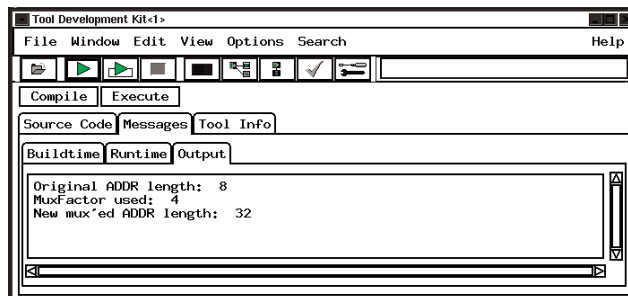 Tool Development Kit<1>
File Window Edit View Options Search Help
Compile Execute
Source Code Messages Tool Info
Buildtime Runtime Output
Original ADDR length: 8
MuxFactor used: 4
New mux'ed ADDR length: 32